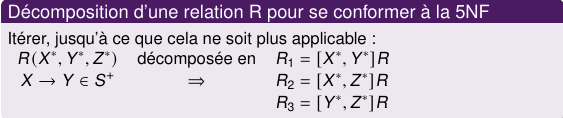 Décomposition d'une relation R pour se conformer à la 5NF
Itérer, jusqu'à ce que cela ne soit plus applicable :
R(X*, Y*, Z*) décomposée en R₁ = [X*, Y*]R
X → Y ∈ S⁺ ⇒ R₂ = [X*, Z*]R
R₃ = [Y*, Z*]R